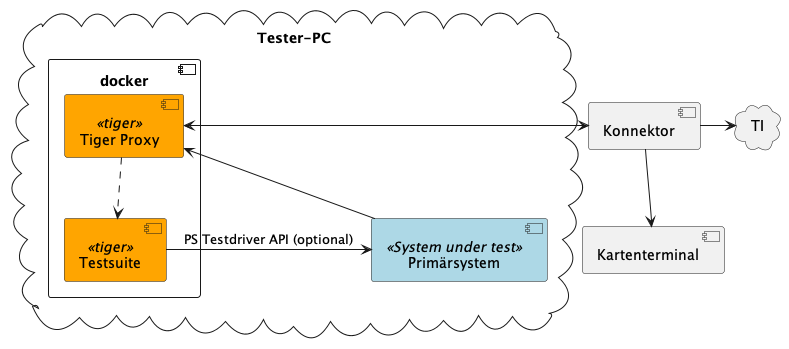 Tester-PC
docker
«tiger»
Tiger Proxy
Konnektor
TI
PS Testdriver API (optional)
«tiger»
Testsuite
«System under test»
Primärsystem
Kartenterminal